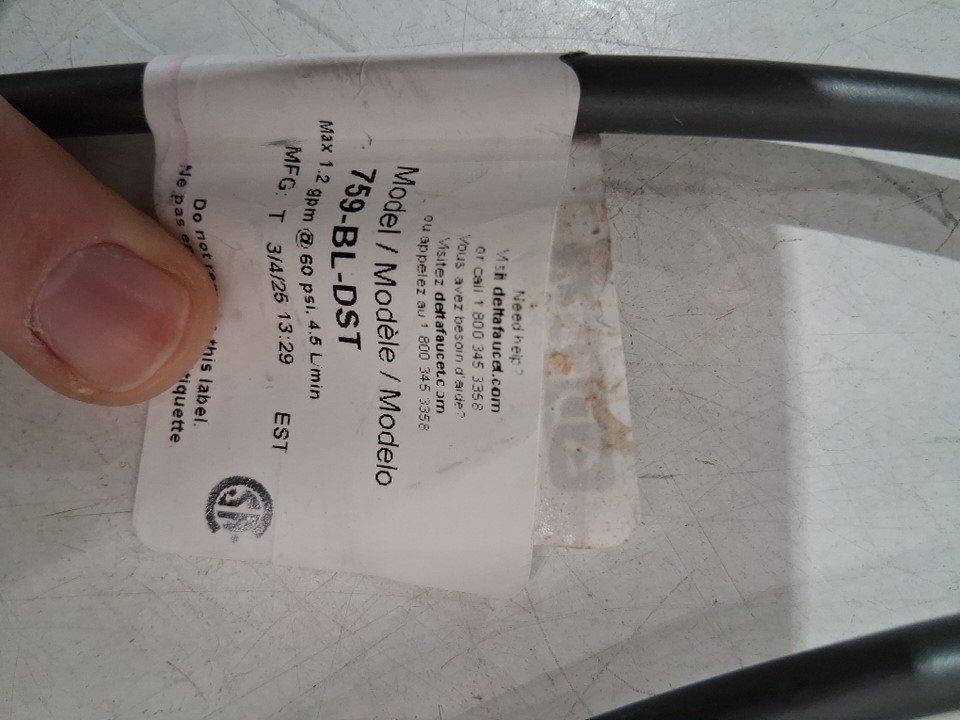 Need help?
Visit deltafaucet.com
or call 1 800 345 3358
Vous avez besoin d'aide?
Visitez deltafaucet.com
ou appelez au 1 800 345 3358
Model / Modèle / Modelo
759-BL-DST
Max 1.2 gpm @ 60 psi. 4.5 L/min
MFG: T 3/4/25 13:29 EST
Do not this label.
Ne pas tiquette